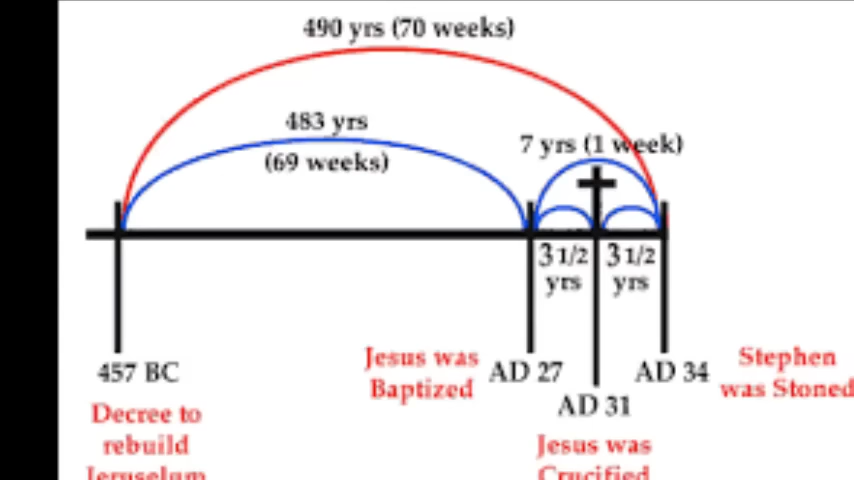 490 yrs (70 weeks)
483 yrs
(69 weeks)
7 yrs (1 week)
3 1/2
yrs
3 1/2
yrs
457 BC
Decree to
rebuild
Jeruselum
Jesus was
Baptized
AD 27
AD 31
Jesus was
Crucified
AD 34
Stephen
was Stoned